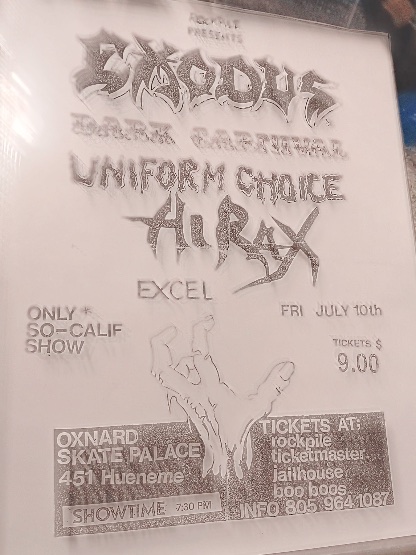 ROCKPILE
PRESENTS
EXODUS
DARK CARNIVAL
UNIFORM CHOICE
HIRAX
EXCEL
ONLY*
SO-CALIF
SHOW
FRI JULY 10th
TICKETS $
9.00
OXNARD
SKATE PALACE
451 Hueneme
SHOWTIME 7:30 PM
TICKETS AT:
rockpile
ticketmaster
jailhouse
boo boos
INFO 805 964 1087